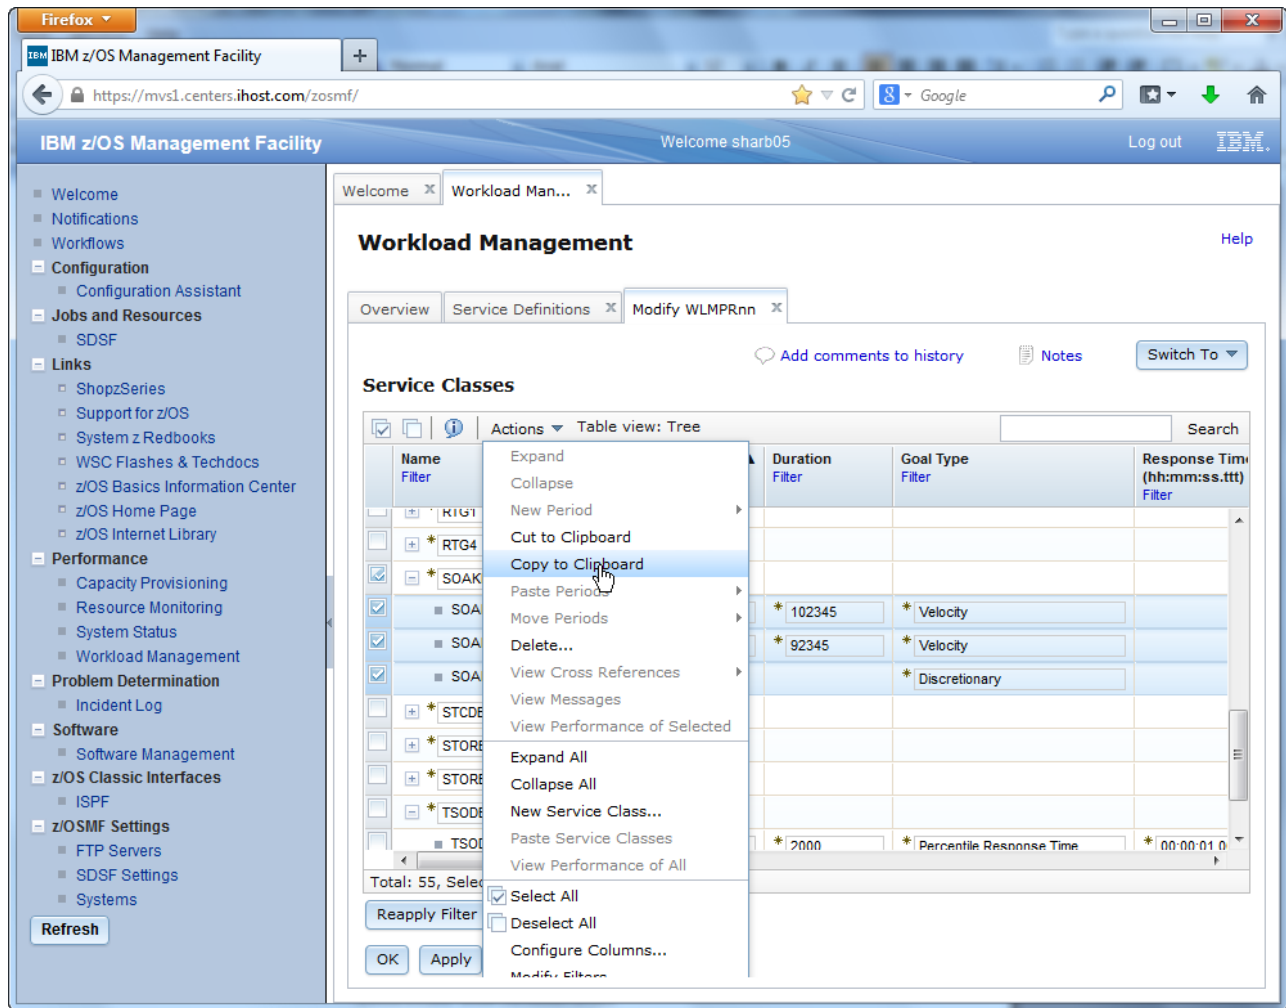 Firefox
IBM IBM z/OS Management Facility
https://mvs1.centers.ihost.com/zosmf/
Google
IBM z/OS Management Facility
Welcome sharb05
Log out
IBM.
Welcome
Notifications
Workflows
Configuration
Configuration Assistant
Jobs and Resources
SDSF
Links
ShopzSeries
Support for z/OS
System z Redbooks
WSC Flashes & Techdocs
z/OS Basics Information Center
z/OS Home Page
z/OS Internet Library
Performance
Capacity Provisioning
Resource Monitoring
System Status
Workload Management
Problem Determination
Incident Log
Software
Software Management
z/OS Classic Interfaces
ISPF
z/OSMF Settings
FTP Servers
SDSF Settings
Systems
Refresh
Welcome
Workload Man...
Workload Management
Help
Overview
Service Definitions
Modify WLMPRnn
Add comments to history
Notes
Switch To
Service Classes
Actions
Table view: Tree
Search
Name
Filter
Duration
Filter
Goal Type
Filter
Response Tim
(hh:mm:ss.ttt)
Filter
* RTG1
* RTG4
* SOAK
SOA
* 102345
* Velocity
SOA
* 92345
* Velocity
SOA
* Discretionary
* STCDE
* STORE
* STORE
* TSODE
TSOD
* 2000
* Percentile Response Time
* 00:00:01.0
Total: 55, Selec
Reapply Filter
OK
Apply
Expand
Collapse
New Period
Cut to Clipboard
Copy to Clipboard
Paste Periods
Move Periods
Delete...
View Cross References
View Messages
View Performance of Selected
Expand All
Collapse All
New Service Class...
Paste Service Classes
View Performance of All
Select All
Deselect All
Configure Columns...
Modify Filters